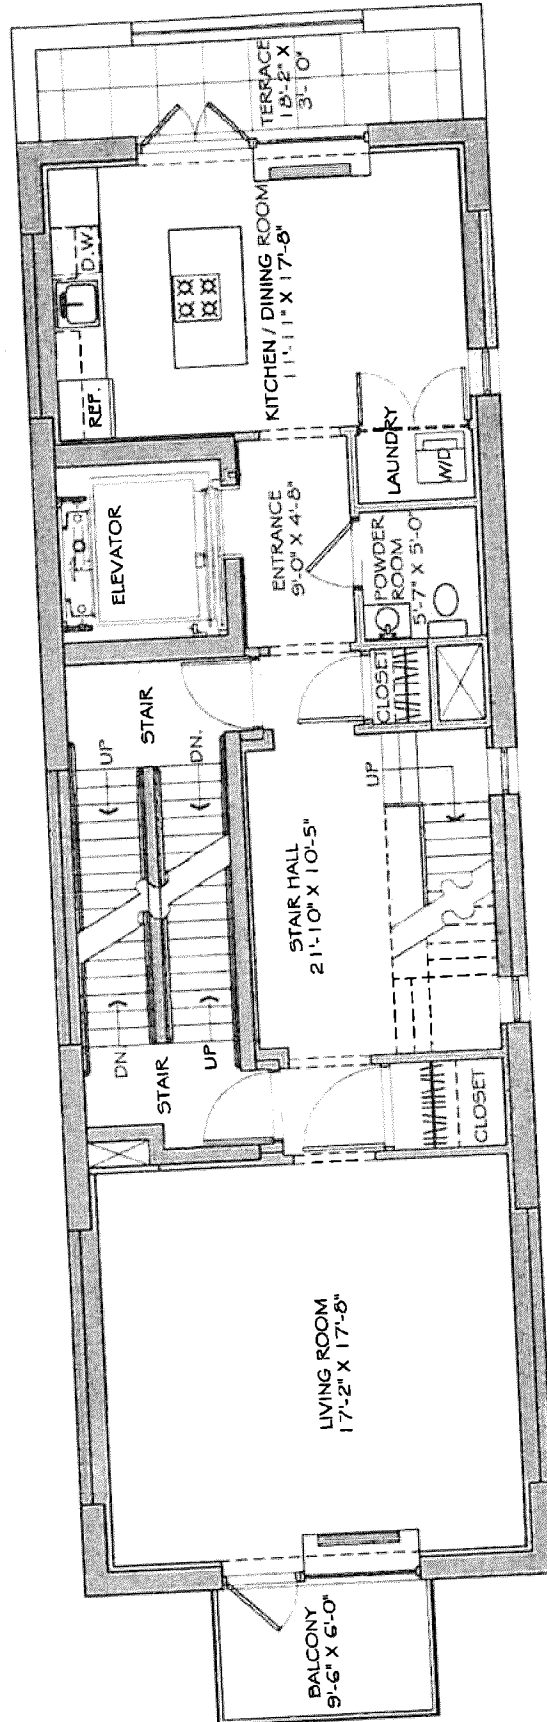 TERRACE
18'-2" X
3'-10"
D.W.
KITCHEN / DINING ROOM
11'-11" X 17'-8"
REF.
LAUNDRY
W/D
ELEVATOR
ENTRANCE
9'-0" X 4'-8"
POWDER
ROOM
5'-7" X 5'-0"
STAIR
CLOSET
UP
DN.
UP
STAIR HALL
21'-10" X 10'-5"
DN
UP
STAIR
CLOSET
LIVING ROOM
17'-2" X 17'-8"
BALCONY
9'-6" X 6'-0"